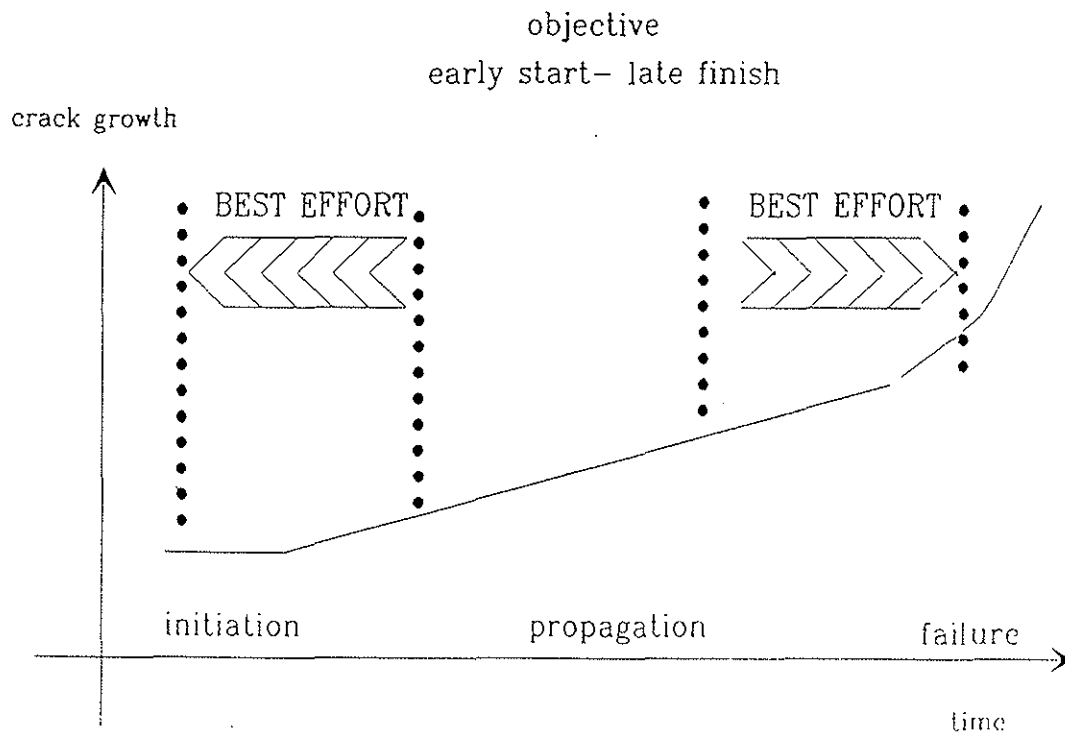 objective
early start- late finish
crack growth
BEST EFFORT
BEST EFFORT
initiation
propagation
failure
time